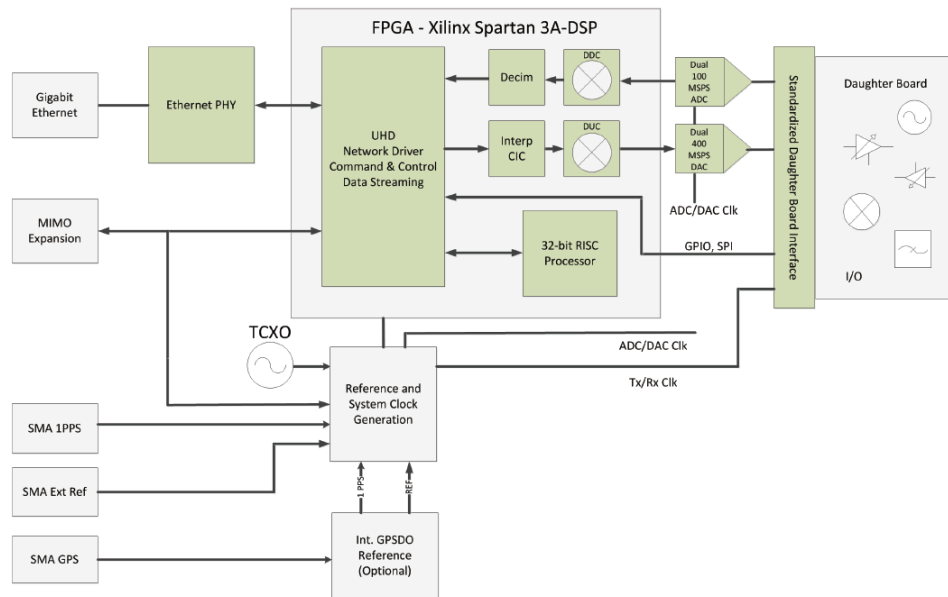 FPGA - Xilinx Spartan 3A-DSP
Gigabit
Ethernet
Ethernet PHY
UHD
Network Driver
Command & Control
Data Streaming
Decim
DDC
Dual
100
MSPS
ADC
Interp
CIC
DUC
Dual
400
MSPS
DAC
ADC/DAC Clk
Standardized Daughter Board Interface
Daughter Board
I/O
MIMO
Expansion
GPIO, SPI
32-bit RISC
Processor
TCXO
ADC/DAC Clk
Tx/Rx Clk
Reference and
System Clock
Generation
SMA 1PPS
SMA Ext Ref
1 PPS
REF
SMA GPS
Int. GPSDO
Reference
(Optional)